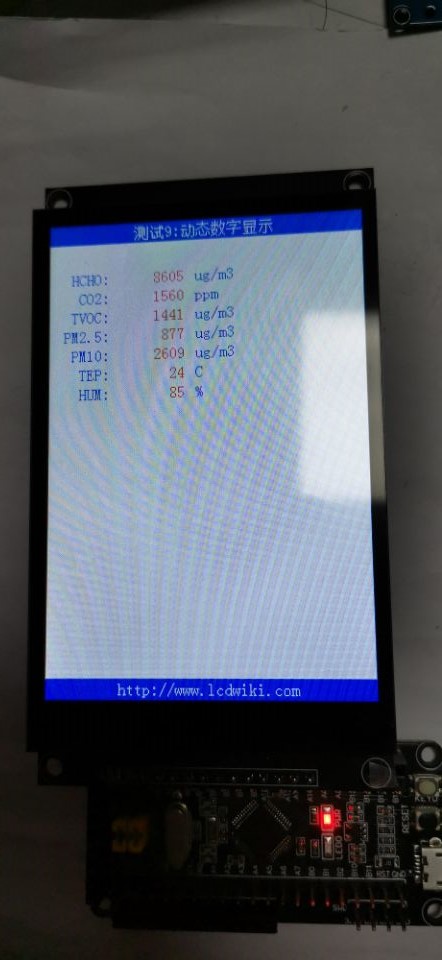 测试9:动态数字显示
HCHO: 8605 ug/m3
CO2: 1560 ppm
TVOC: 1441 ug/m3
PM2.5: 877 ug/m3
PM10: 2609 ug/m3
TEP: 24 C
HUM: 85 %
http://www.lcdwiki.com